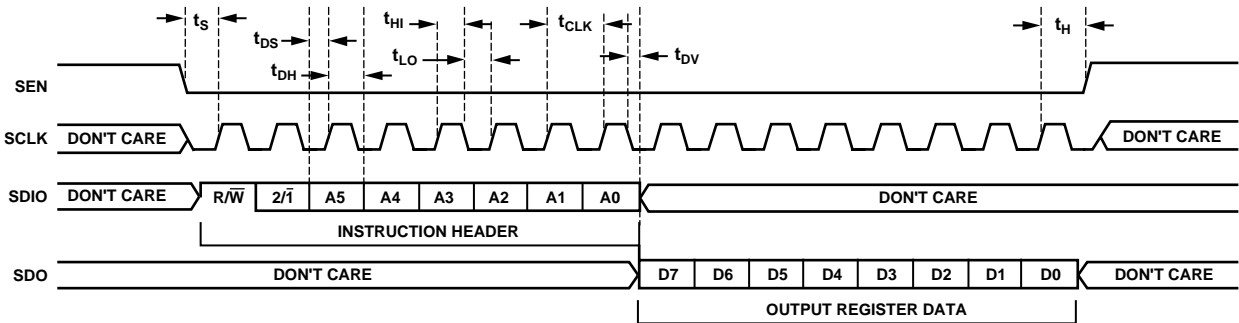 tS
tHI
tCLK
tH
tDS
tLO
tDV
tDH
SEN
SCLK
DON'T CARE
DON'T CARE
SDIO
DON'T CARE
R/W̅
2/1̅
A5
A4
A3
A2
A1
A0
DON'T CARE
INSTRUCTION HEADER
SDO
DON'T CARE
D7
D6
D5
D4
D3
D2
D1
D0
DON'T CARE
OUTPUT REGISTER DATA